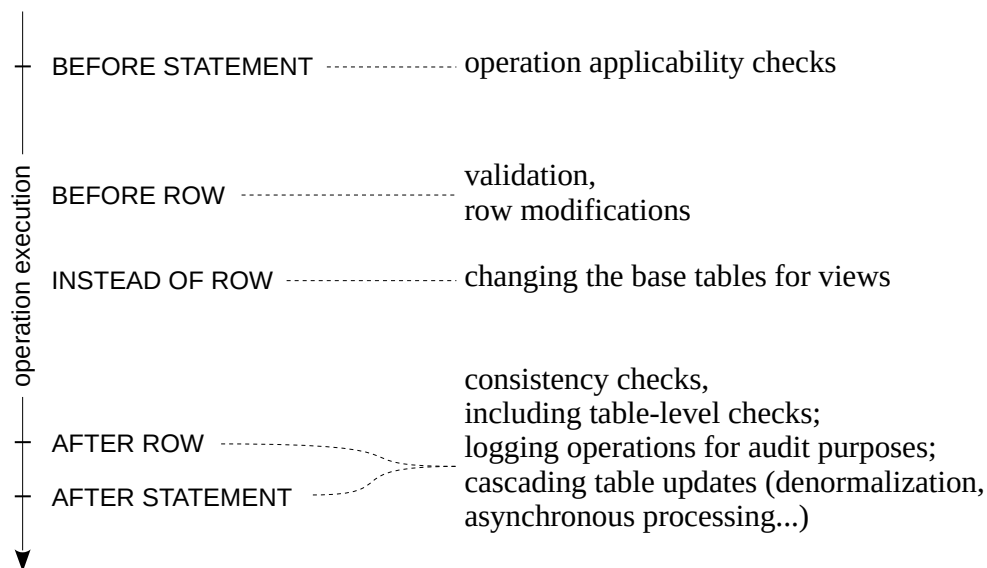 BEFORE STATEMENT
operation applicability checks
operation execution
BEFORE ROW
validation,
row modifications
INSTEAD OF ROW
changing the base tables for views
AFTER ROW
AFTER STATEMENT
consistency checks,
including table-level checks;
logging operations for audit purposes;
cascading table updates (denormalization,
asynchronous processing...)